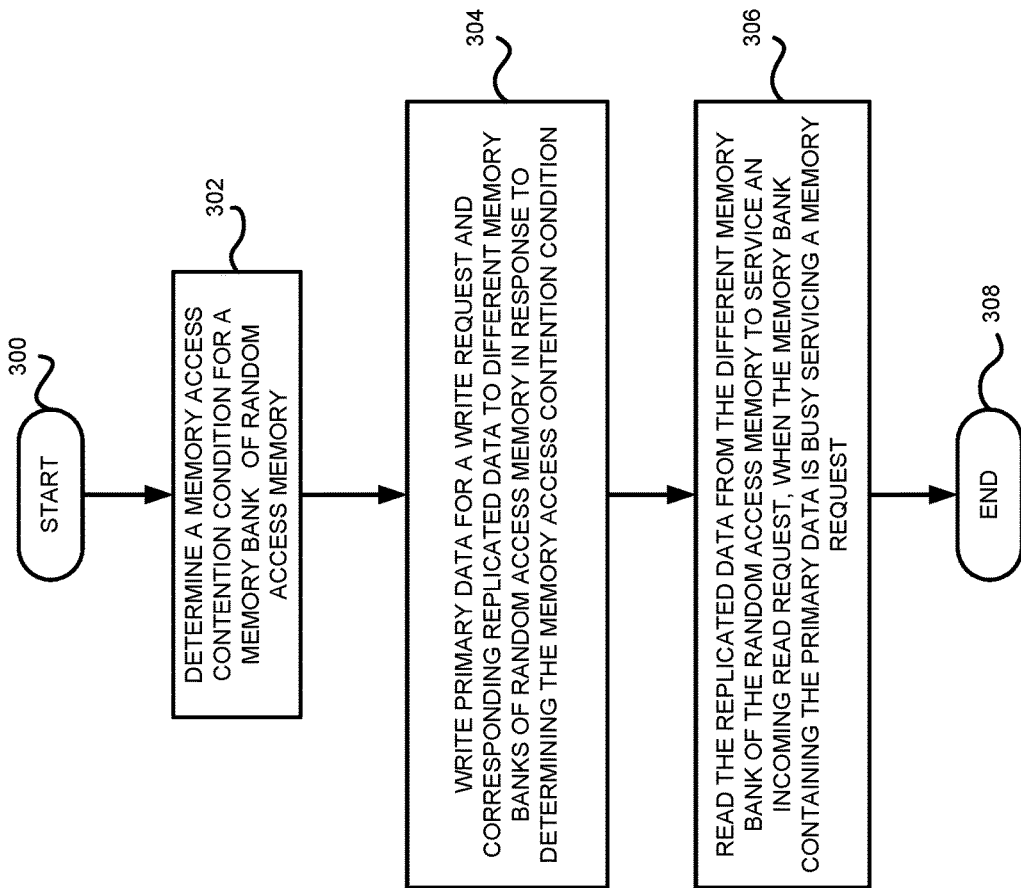 START
300
DETERMINE A MEMORY ACCESS
CONTENTION CONDITION FOR A
MEMORY BANK OF RANDOM
ACCESS MEMORY
302
WRITE PRIMARY DATA FOR A WRITE REQUEST AND
CORRESPONDING REPLICATED DATA TO DIFFERENT MEMORY
BANKS OF RANDOM ACCESS MEMORY IN RESPONSE TO
DETERMINING THE MEMORY ACCESS CONTENTION CONDITION
304
READ THE REPLICATED DATA FROM THE DIFFERENT MEMORY
BANK OF THE RANDOM ACCESS MEMORY TO SERVICE AN
INCOMING READ REQUEST, WHEN THE MEMORY BANK
CONTAINING THE PRIMARY DATA IS BUSY SERVICING A MEMORY
REQUEST
306
END
308